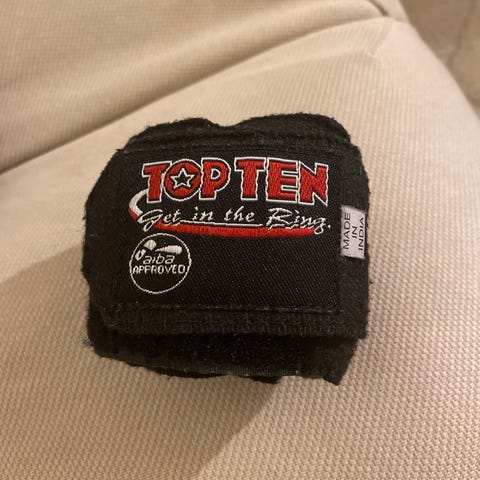 TOP TEN
Get in the Ring.
aiba
APPROVED
MADE
IN
INDIA